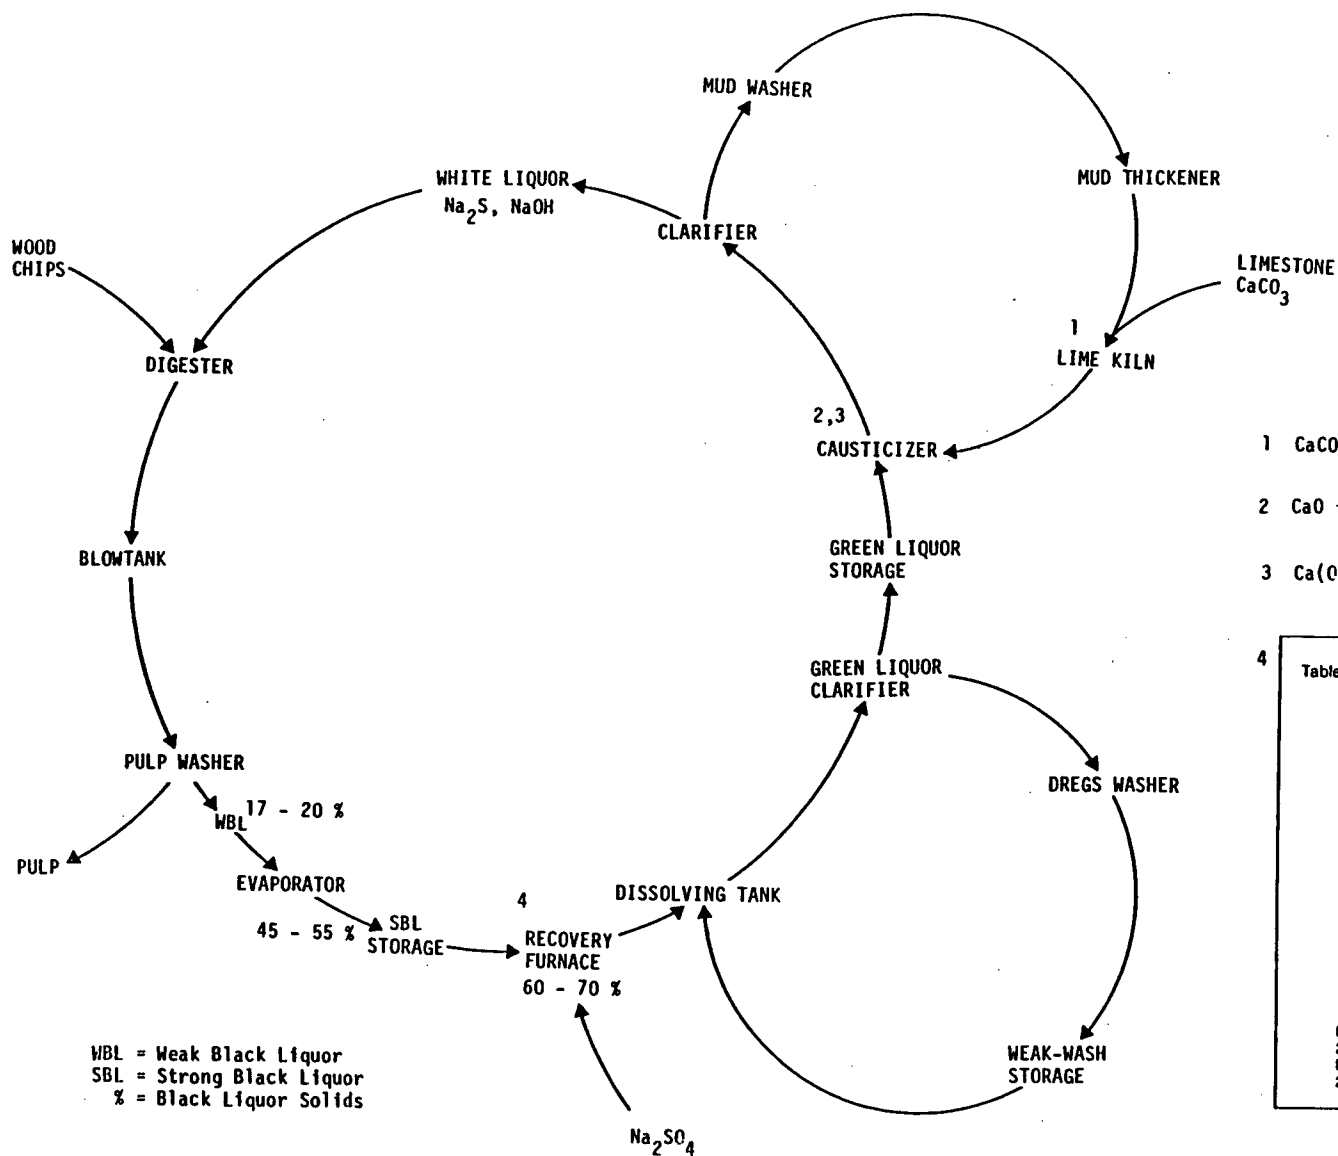 MUD WASHER
WHITE LIQUOR
Na2S, NaOH
MUD THICKENER
CLARIFIER
WOOD
CHIPS
LIMESTONE
CaCO3
1
LIME KILN
DIGESTER
2,3
CAUSTICIZER
1 CaCO
2 CaO
3 Ca(O
BLOWTANK
GREEN LIQUOR
STORAGE
GREEN LIQUOR
CLARIFIER
4
Table
PULP WASHER
DREGS WASHER
17 - 20 %
WBL
PULP
EVAPORATOR
DISSOLVING TANK
4
45 - 55 %
SBL
STORAGE
RECOVERY
FURNACE
60 - 70 %
WEAK-WASH
STORAGE
WBL = Weak Black Liquor
SBL = Strong Black Liquor
% = Black Liquor Solids
Na2SO4